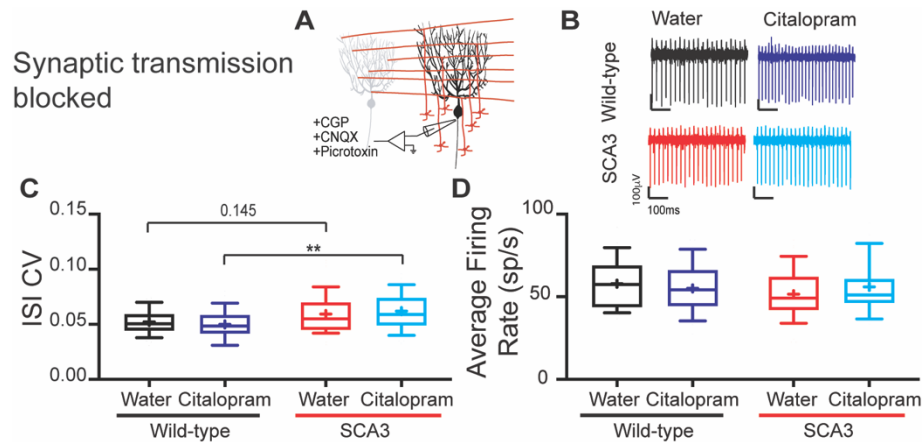 Synaptic transmission
blocked
A
+CGP
+CNQX
+Picrotoxin
B
Water Citalopram
Wild-type
SCA3
100µV
100ms
C
ISI CV
0.15
0.10
0.05
0.00
0.145
**
Water Citalopram Water Citalopram
Wild-type SCA3
D
Average Firing
Rate (sp/s)
100
50
0
Water Citalopram Water Citalopram
Wild-type SCA3